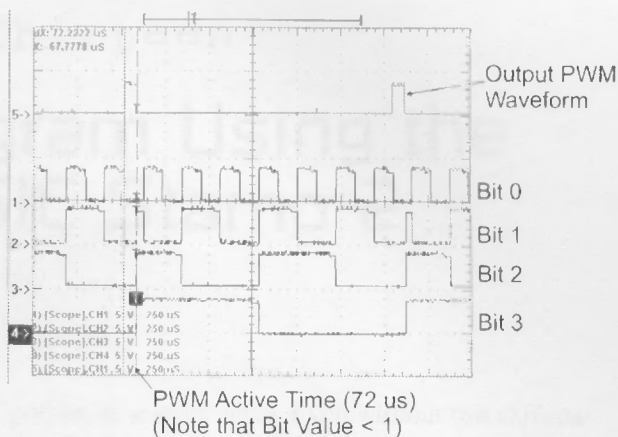 dX: 72.2222 uS
X: -67.7778 uS
Output PWM
Waveform
5->
1->
Bit 0
2->
Bit 1
Bit 2
3->
Bit 3
4->
1) [Scope].CH1 5 V 250 uS
2) [Scope].CH2 5 V 250 uS
3) [Scope].CH3 5 V 250 uS
4) [Scope].CH4 5 V 250 uS
5) [Scope].CH1 5 V 250 uS
PWM Active Time (72 us)
(Note that Bit Value < 1)